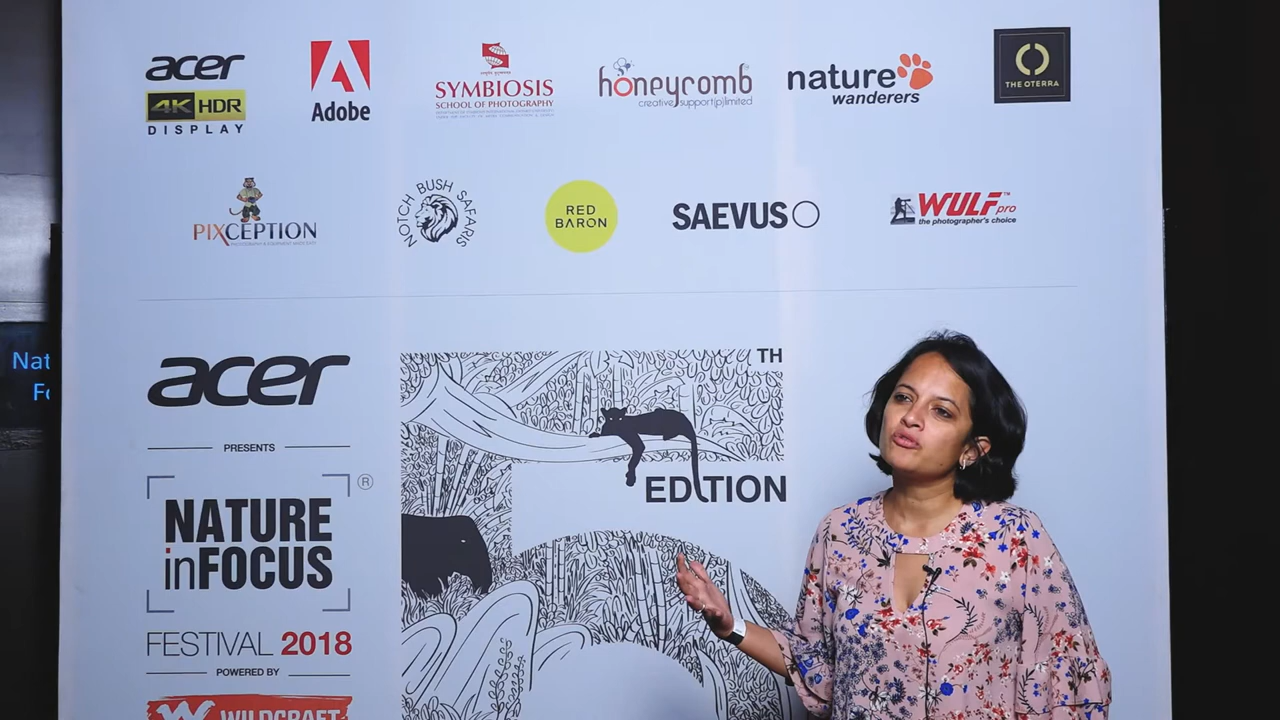 acer
4K HDR
DISPLAY
Adobe
SYMBIOSIS
SCHOOL OF PHOTOGRAPHY
honeycomb
creative support(p)limited
nature
wanderers
THE OTERRA
PIXCEPTION
NOTCH BUSH SAFARIS
RED
BARON
SAEVUS
WULF pro™
the photographer's choice
Nat
Fo
acer
PRESENTS
NATURE ®
inFOCUS
FESTIVAL 2018
POWERED BY
WILDCRAFT
TH
EDITION